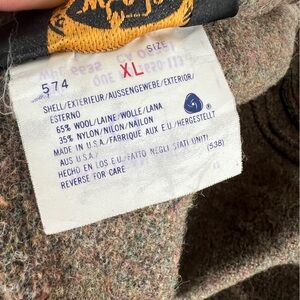 SIZE
XL
574
SHELL/EXTERIEUR/AUSSENGEWEBE/EXTERIOR/
ESTERNO
65% WOOL/LAINE/WOLLE/LANA
35% NYLON/NILON/NAILON
MADE IN U.S.A./FABRIQUE AUX E.U./HERGESTELLT
AUS U.S.A./
HECHO EN LOS E.U./FATTO NEGLI STATI UNITI
REVERSE FOR CARE (538)